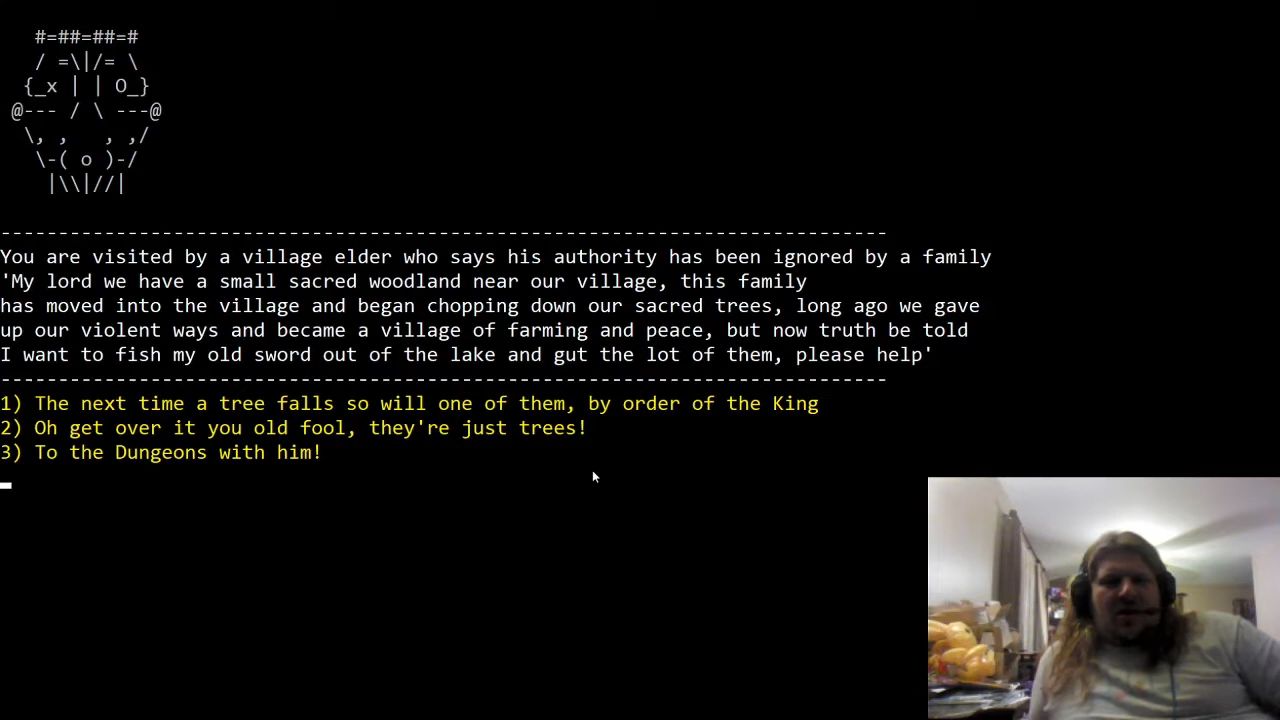 #=##=##=#
/ =\|/= \
{_x | | O_}
@--- / \ ---@
\, ,   , ,/
\-( o )-/
|\\|//|
-----------------------------------------------------------------------------
You are visited by a village elder who says his authority has been ignored by a family
'My lord we have a small sacred woodland near our village, this family
has moved into the village and began chopping down our sacred trees, long ago we gave
up our violent ways and became a village of farming and peace, but now truth be told
I want to fish my old sword out of the lake and gut the lot of them, please help'
-----------------------------------------------------------------------------
1) The next time a tree falls so will one of them, by order of the King
2) Oh get over it you old fool, they're just trees!
3) To the Dungeons with him!